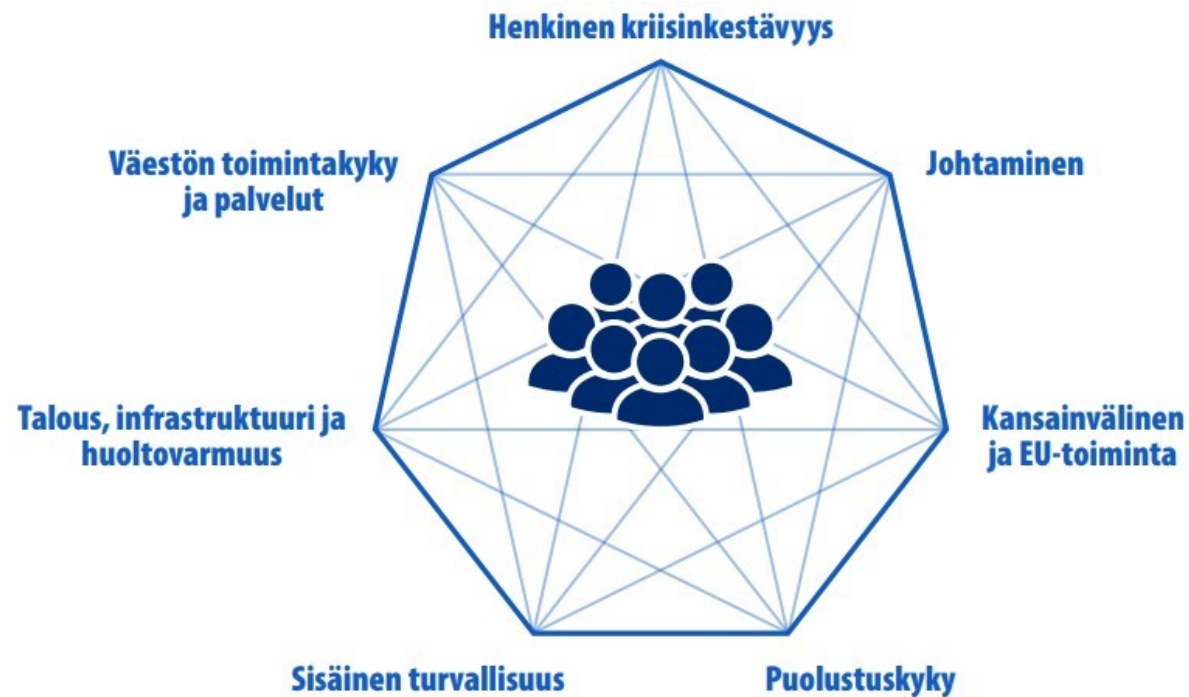 Henkinen kriisinkestävyys
Väestön toimintakyky
ja palvelut
Johtaminen
Talous, infrastruktuuri ja
huoltovarmuus
Kansainvälinen
ja EU-toiminta
Sisäinen turvallisuus
Puolustuskyky